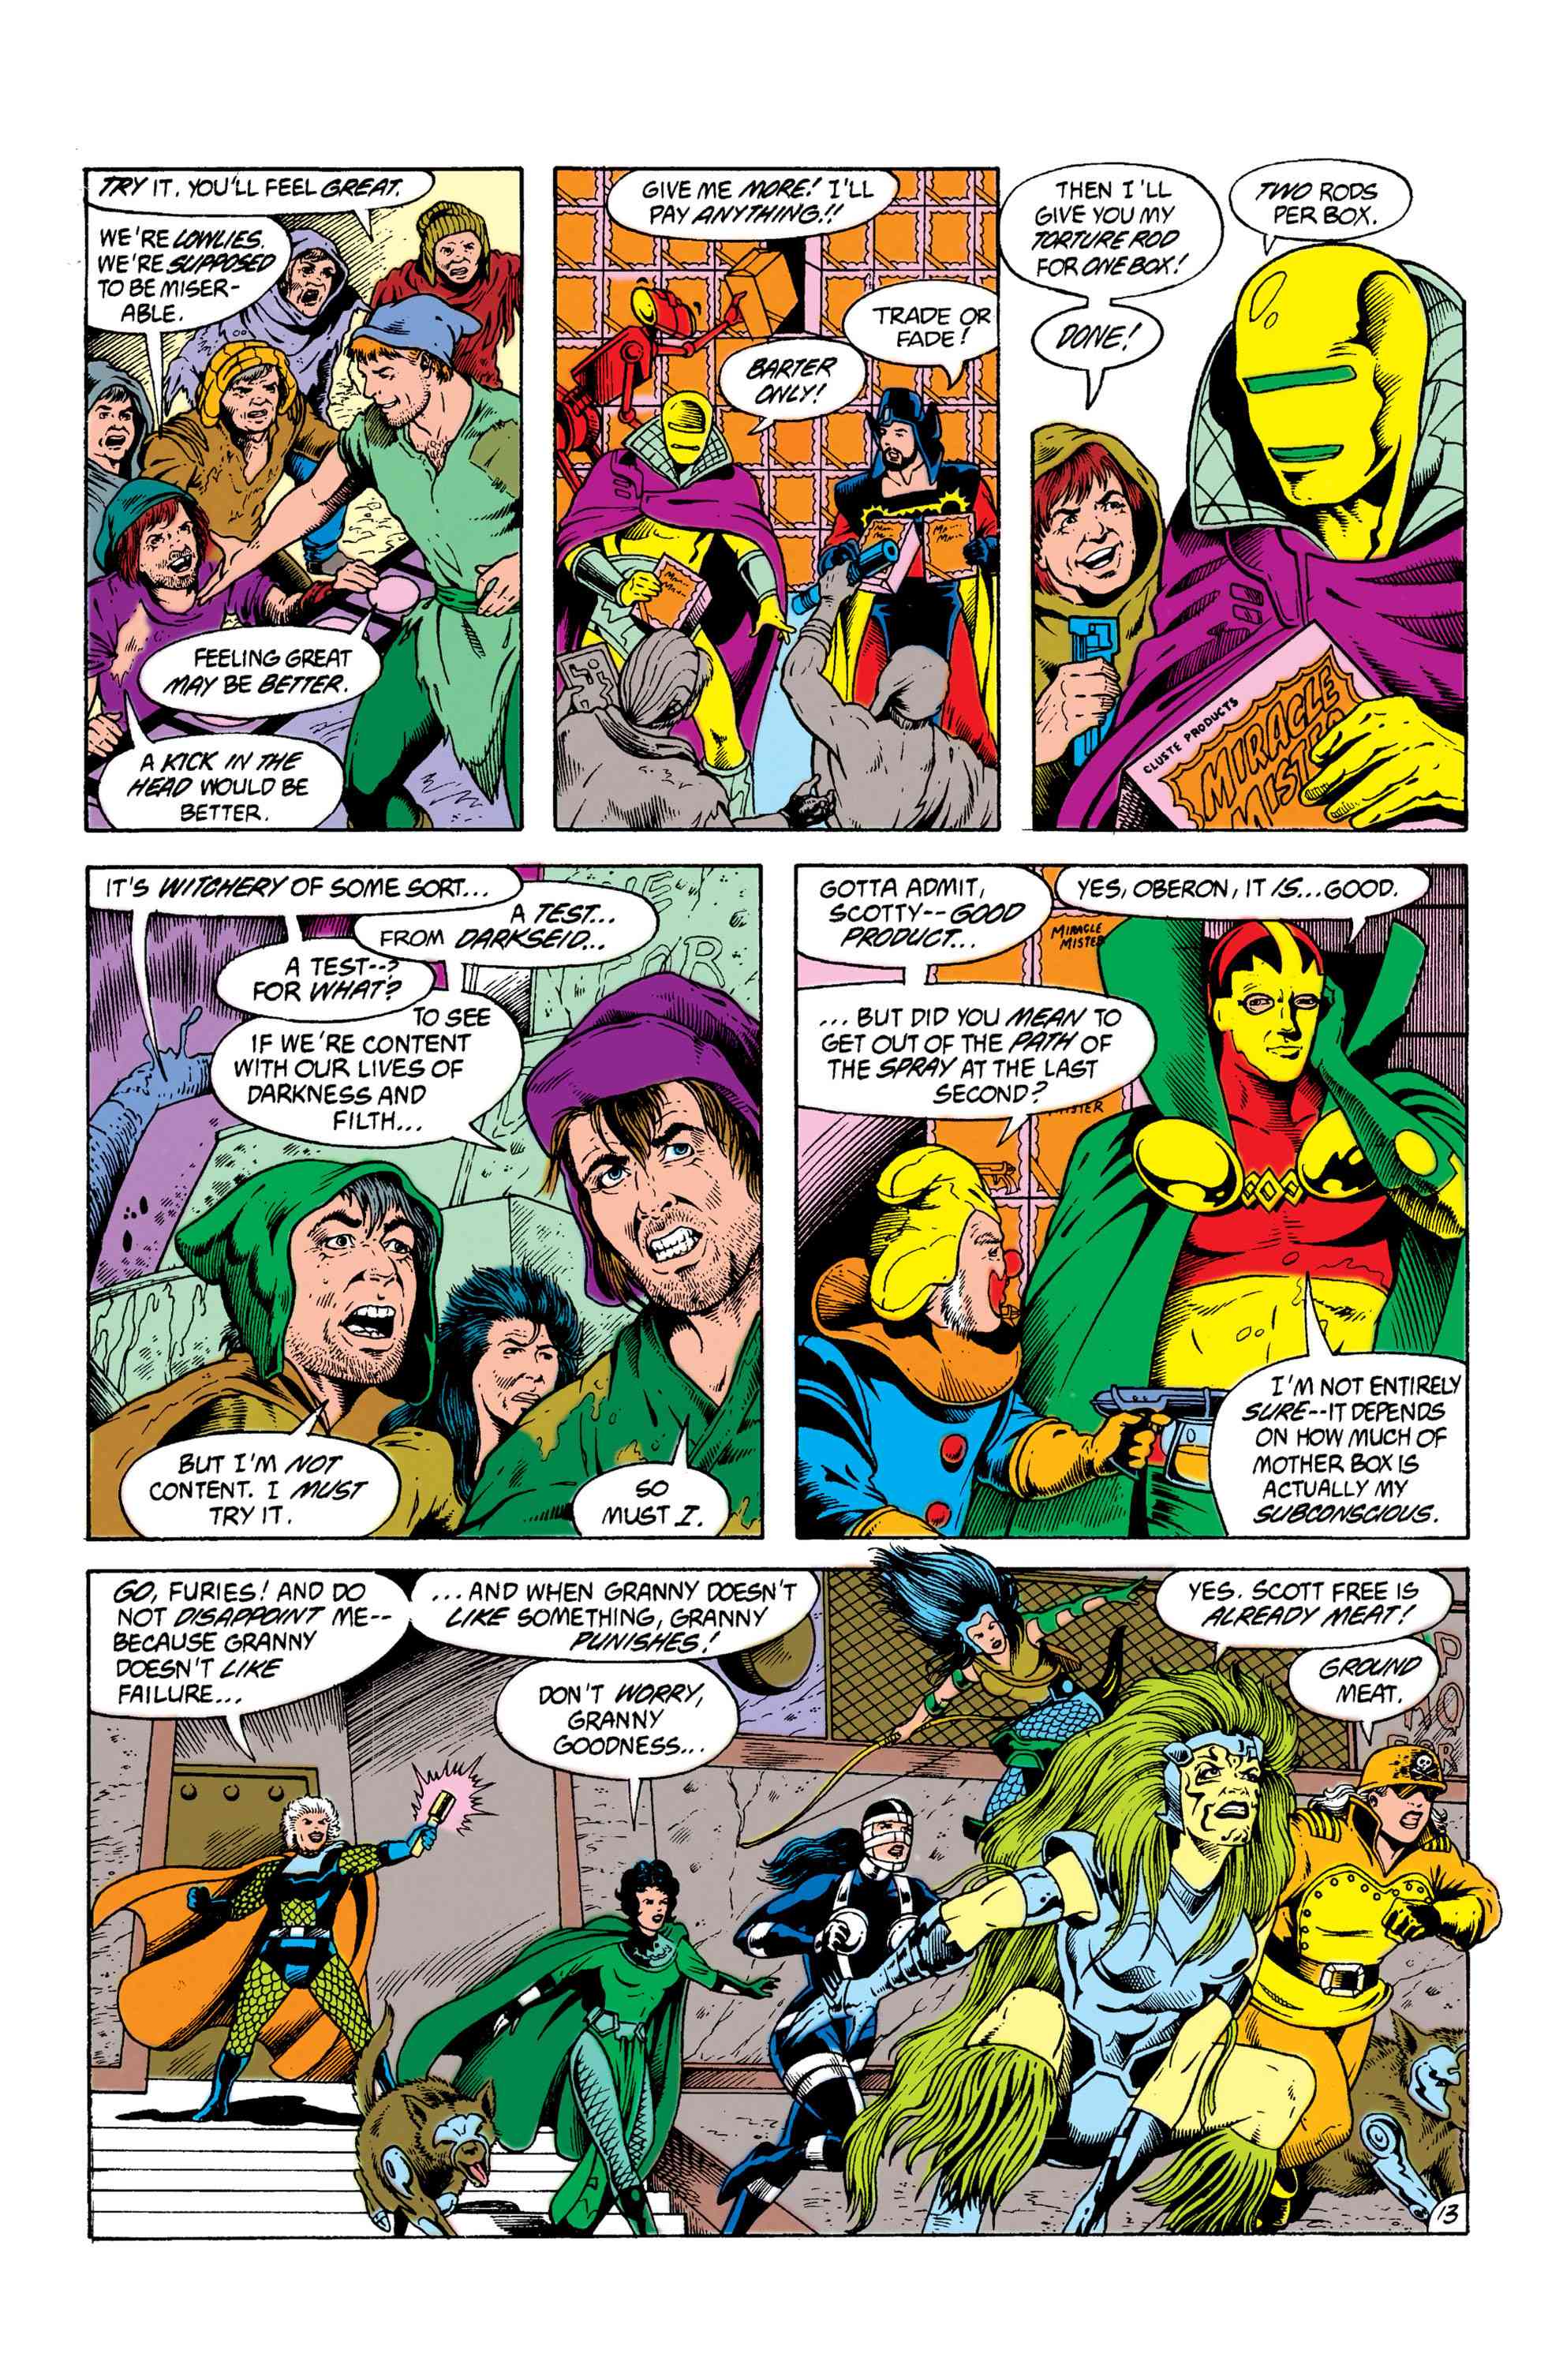 TRY IT. YOU'LL FEEL GREAT.
WE'RE LOWLIES.
WE'RE SUPPOSED
TO BE MISER-
ABLE.
FEELING GREAT
MAY BE BETTER.
A KICK IN THE
HEAD WOULD BE
BETTER.
GIVE ME MORE! I'LL
PAY ANYTHING!!
BARTER
ONLY!
TRADE OR
FADE!
THEN I'LL
GIVE YOU MY
TORTURE ROD
FOR ONE BOX!
TWO RODS
PER BOX.
DONE!
CLUSTE PRODUCTS
MIRACLE
IT'S WITCHERY OF SOME SORT...
A TEST...
FROM DARKSEID...
A TEST--?
FOR WHAT?
TO SEE
IF WE'RE CONTENT
WITH OUR LIVES OF
DARKNESS AND
FILTH...
FOR
BUT I'M NOT
CONTENT. I MUST
TRY IT.
SO
MUST I.
GOTTA ADMIT,
SCOTTY--GOOD
PRODUCT...
YES, OBERON, IT IS...GOOD.
MIRACLE
MISTER
...BUT DID YOU MEAN TO
GET OUT OF THE PATH OF
THE SPRAY AT THE LAST
SECOND?
I'M NOT ENTIRELY
SURE--IT DEPENDS
ON HOW MUCH OF
MOTHER BOX IS
ACTUALLY MY
SUBCONSCIOUS.
GO, FURIES! AND DO
NOT DISAPPOINT ME--
BECAUSE GRANNY
DOESN'T LIKE
FAILURE...
...AND WHEN GRANNY DOESN'T
LIKE SOMETHING, GRANNY
PUNISHES!
DON'T WORRY,
GRANNY
GOODNESS...
YES. SCOTT FREE IS
ALREADY MEAT!
GROUND
MEAT.
13